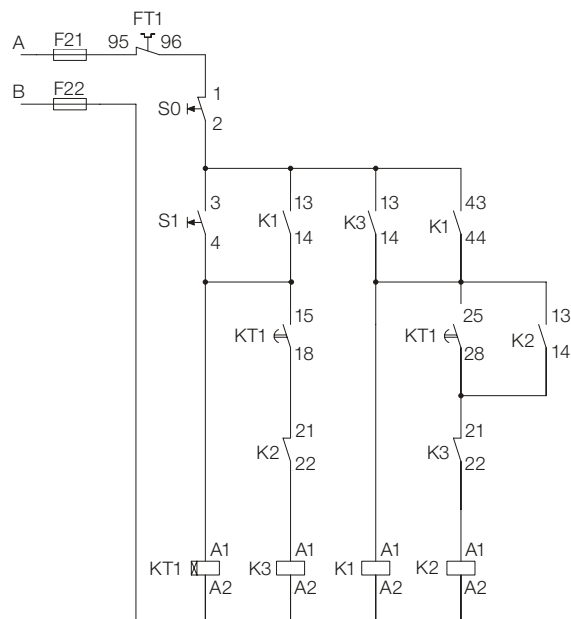 FT1
A F21 95 96
B F22
1
S0
2
3 13 13 43
S1 K1 K3 K1
4 14 14 44
15 25 13
KT1 KT1 K2
18 28 14
21 21
K2 K3
22 22
A1 A1 A1 A1
KT1 K3 K1 K2
A2 A2 A2 A2